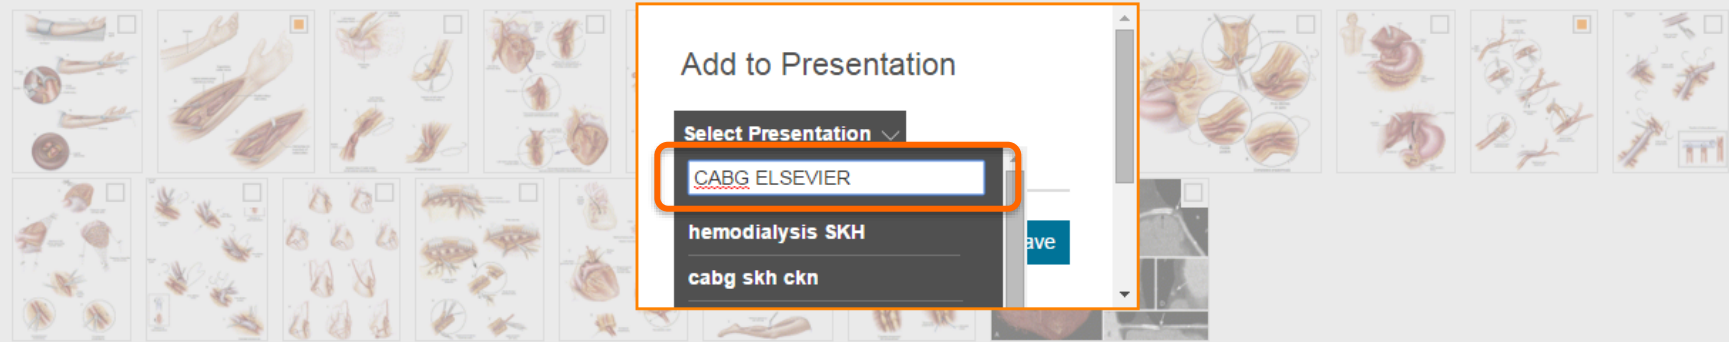 Add to Presentation
Select Presentation
CABG ELSEVIER
hemodialysis SKH
ave
cabg skh ckn